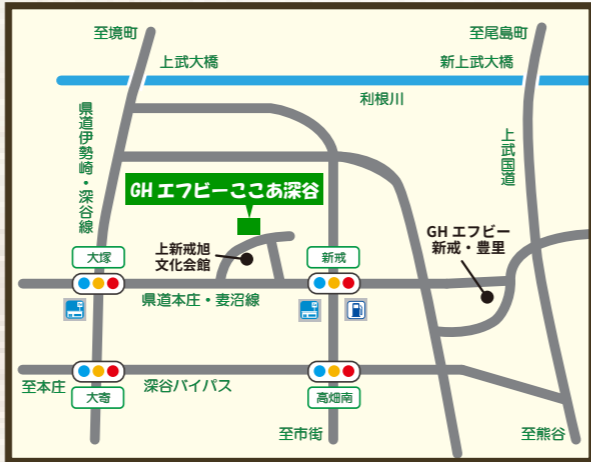 至境町
至尾島町
上武大橋
新上武大橋
利根川
県道伊勢崎・深谷線
上武国道
GHエフビーここあ深谷
上新戒旭
文化会館
GHエフビー
新戒・豊里
大塚
新戒
県道本庄・妻沼線
至本庄
深谷バイパス
大寄
高畑南
至市街
至熊谷